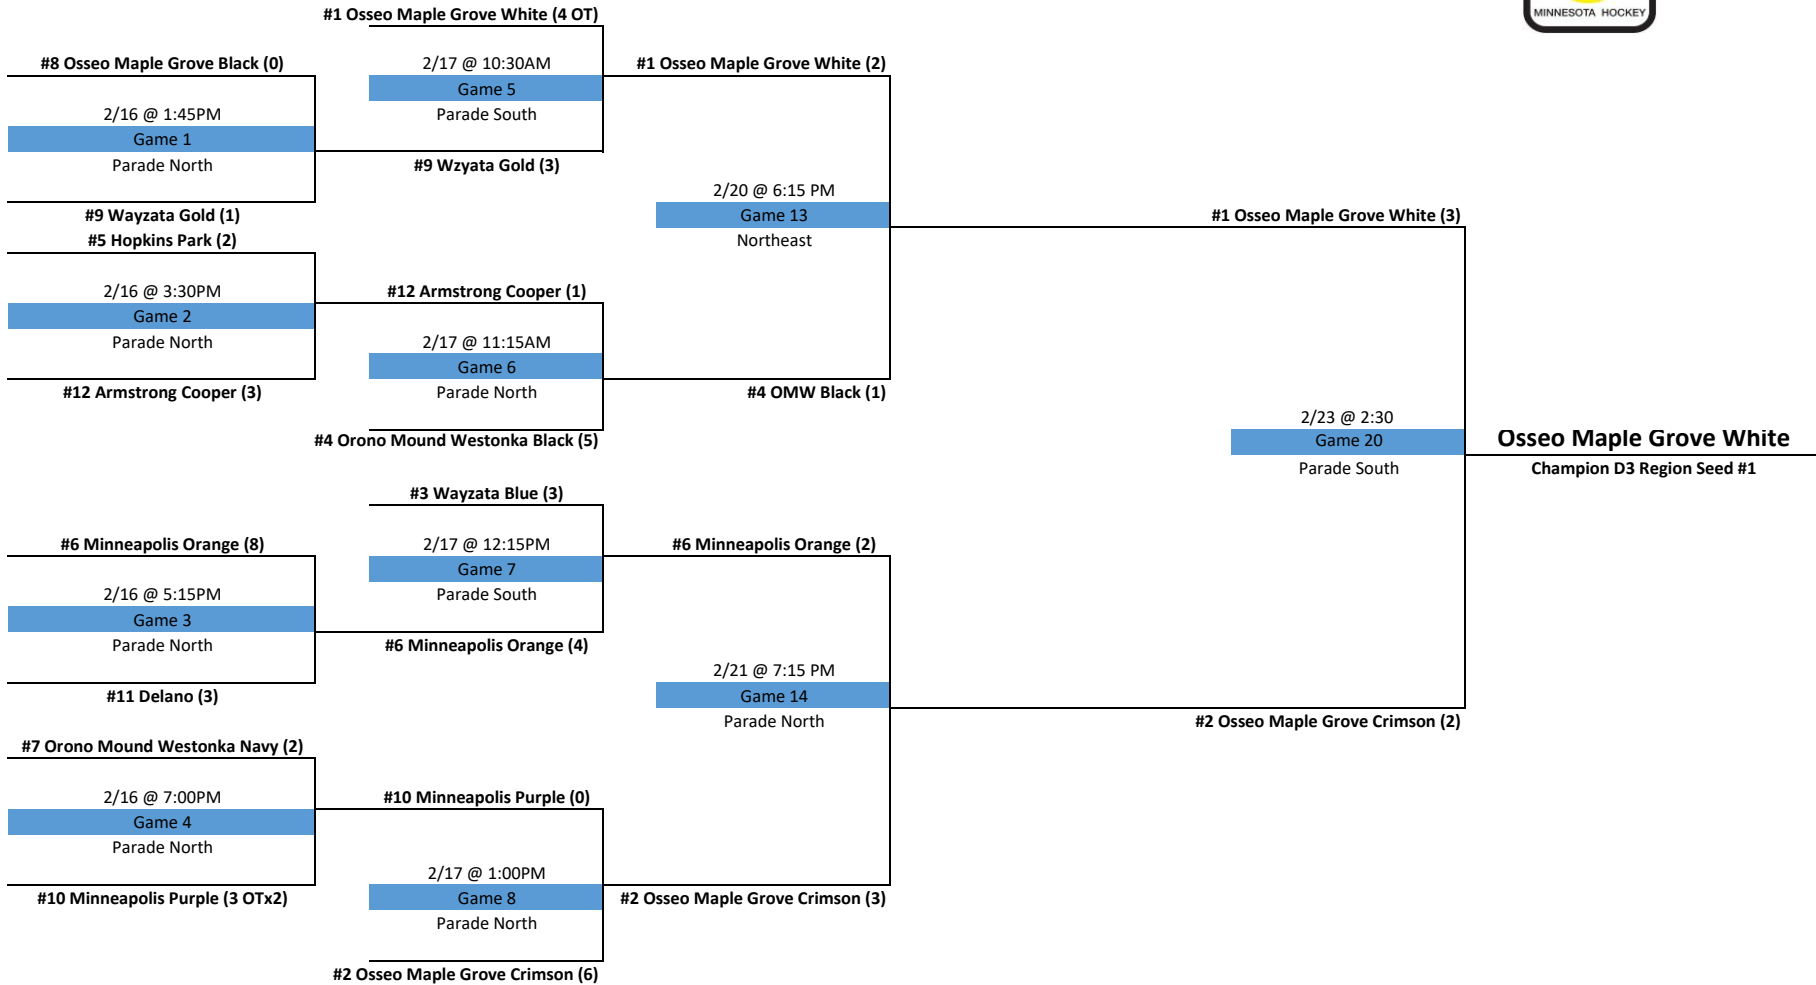 MINNESOTA HOCKEY
#1 Osseo Maple Grove White (4 OT)
#8 Osseo Maple Grove Black (0)
2/17 @ 10:30AM
#1 Osseo Maple Grove White (2)
Game 5
2/16 @ 1:45PM
Parade South
Game 1
Parade North
#9 Wzyata Gold (3)
2/20 @ 6:15 PM
#9 Wayzata Gold (1)
Game 13
#1 Osseo Maple Grove White (3)
#5 Hopkins Park (2)
Northeast
2/16 @ 3:30PM
#12 Armstrong Cooper (1)
Game 2
Parade North
2/17 @ 11:15AM
Game 6
#12 Armstrong Cooper (3)
Parade North
#4 OMW Black (1)
2/23 @ 2:30
#4 Orono Mound Westonka Black (5)
Game 20
Osseo Maple Grove White
Parade South
Champion D3 Region Seed #1
#3 Wayzata Blue (3)
#6 Minneapolis Orange (8)
2/17 @ 12:15PM
#6 Minneapolis Orange (2)
Game 7
2/16 @ 5:15PM
Parade South
Game 3
Parade North
#6 Minneapolis Orange (4)
2/21 @ 7:15 PM
#11 Delano (3)
Game 14
Parade North
#2 Osseo Maple Grove Crimson (2)
#7 Orono Mound Westonka Navy (2)
2/16 @ 7:00PM
#10 Minneapolis Purple (0)
Game 4
Parade North
2/17 @ 1:00PM
#10 Minneapolis Purple (3 OTx2)
Game 8
#2 Osseo Maple Grove Crimson (3)
Parade North
#2 Osseo Maple Grove Crimson (6)